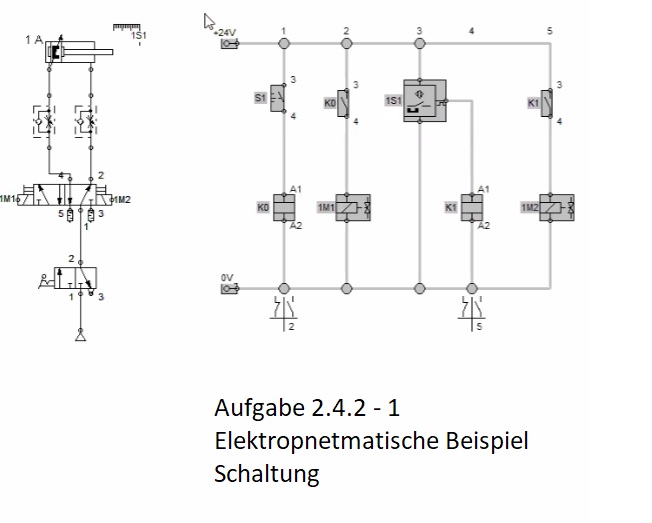 1 2 3 4 5
+24V
1S1
1 A
3
S1
4
3
K0
4
1S1
3
K1
4
4 2
1M1 1M2
5 3
1
A1
K0
A2
1M1
A1
K1
A2
1M2
2
1 3
0V
2
5
Aufgabe 2.4.2 - 1
Elektropnetmatische Beispiel
Schaltung